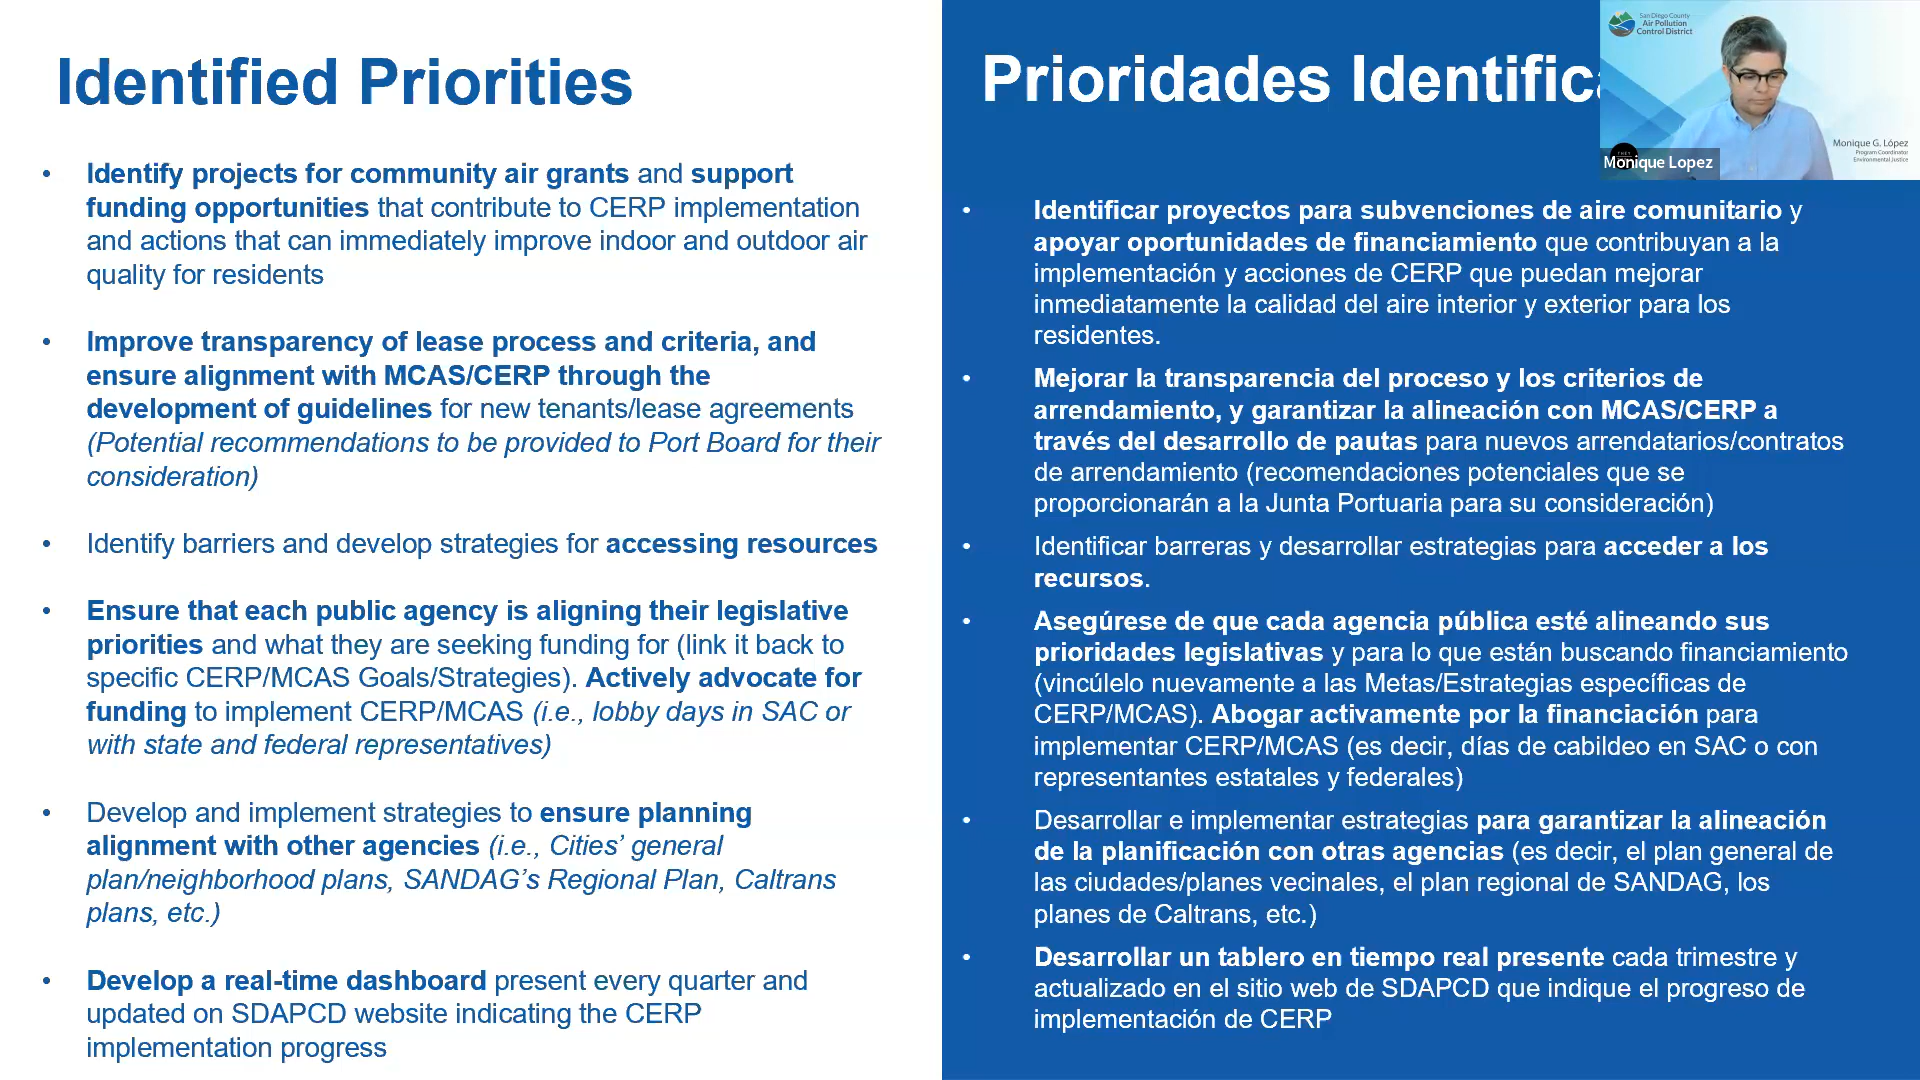 Identified Priorities
• Identify projects for community air grants and support
funding opportunities that contribute to CERP implementation
and actions that can immediately improve indoor and outdoor air
quality for residents
• Improve transparency of lease process and criteria, and
ensure alignment with MCAS/CERP through the
development of guidelines for new tenants/lease agreements
(Potential recommendations to be provided to Port Board for their
consideration)
• Identify barriers and develop strategies for accessing resources
• Ensure that each public agency is aligning their legislative
priorities and what they are seeking funding for (link it back to
specific CERP/MCAS Goals/Strategies). Actively advocate for
funding to implement CERP/MCAS (i.e., lobby days in SAC or
with state and federal representatives)
• Develop and implement strategies to ensure planning
alignment with other agencies (i.e., Cities’ general
plan/neighborhood plans, SANDAG’s Regional Plan, Caltrans
plans, etc.)
• Develop a real-time dashboard present every quarter and
updated on SDAPCD website indicating the CERP
implementation progress
Prioridades Identifica
• Identificar proyectos para subvenciones de aire comunitario y
apoyar oportunidades de financiamiento que contribuyan a la
implementación y acciones de CERP que puedan mejorar
inmediatamente la calidad del aire interior y exterior para los
residentes.
• Mejorar la transparencia del proceso y los criterios de
arrendamiento, y garantizar la alineación con MCAS/CERP a
través del desarrollo de pautas para nuevos arrendatarios/contratos
de arrendamiento (recomendaciones potenciales que se
proporcionarán a la Junta Portuaria para su consideración)
• Identificar barreras y desarrollar estrategias para acceder a los
recursos.
• Asegúrese de que cada agencia pública esté alineando sus
prioridades legislativas y para lo que están buscando financiamiento
(vincúlelo nuevamente a las Metas/Estrategias específicas de
CERP/MCAS). Abogar activamente por la financiación para
implementar CERP/MCAS (es decir, días de cabildeo en SAC o con
representantes estatales y federales)
• Desarrollar e implementar estrategias para garantizar la alineación
de la planificación con otras agencias (es decir, el plan general de
las ciudades/planes vecinales, el plan regional de SANDAG, los
planes de Caltrans, etc.)
• Desarrollar un tablero en tiempo real presente cada trimestre y
actualizado en el sitio web de SDAPCD que indique el progreso de
implementación de CERP
San Diego County
Air Pollution
Control District
Monique G. López
Program Coordinator
Environmental Justice
Monique Lopez